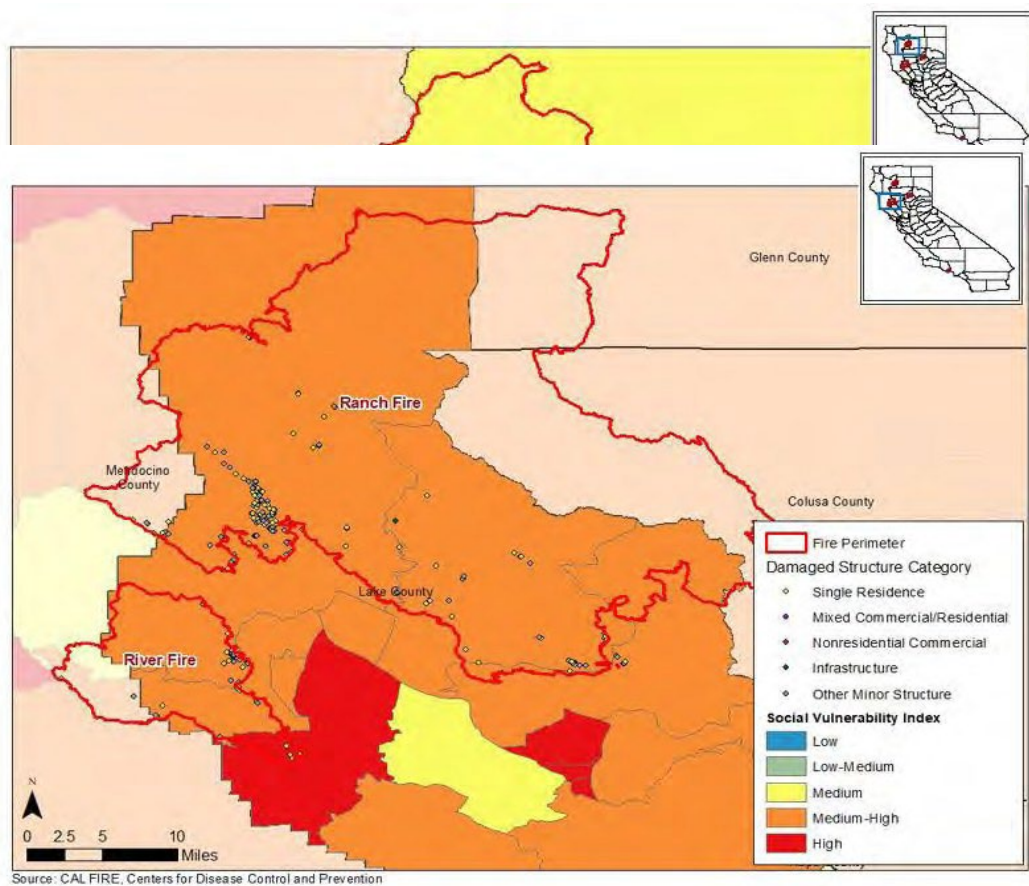 Glenn County
Ranch Fire
Mendocino
County
Colusa County
Lake County
River Fire
Fire Perimeter
Damaged Structure Category
Single Residence
Mixed Commercial/Residential
Nonresidential Commercial
Infrastructure
Other Minor Structure
Social Vulnerability Index
Low
Low-Medium
Medium
Medium-High
High
N
0 2.5 5 10
Miles
Source: CAL FIRE, Centers for Disease Control and Prevention